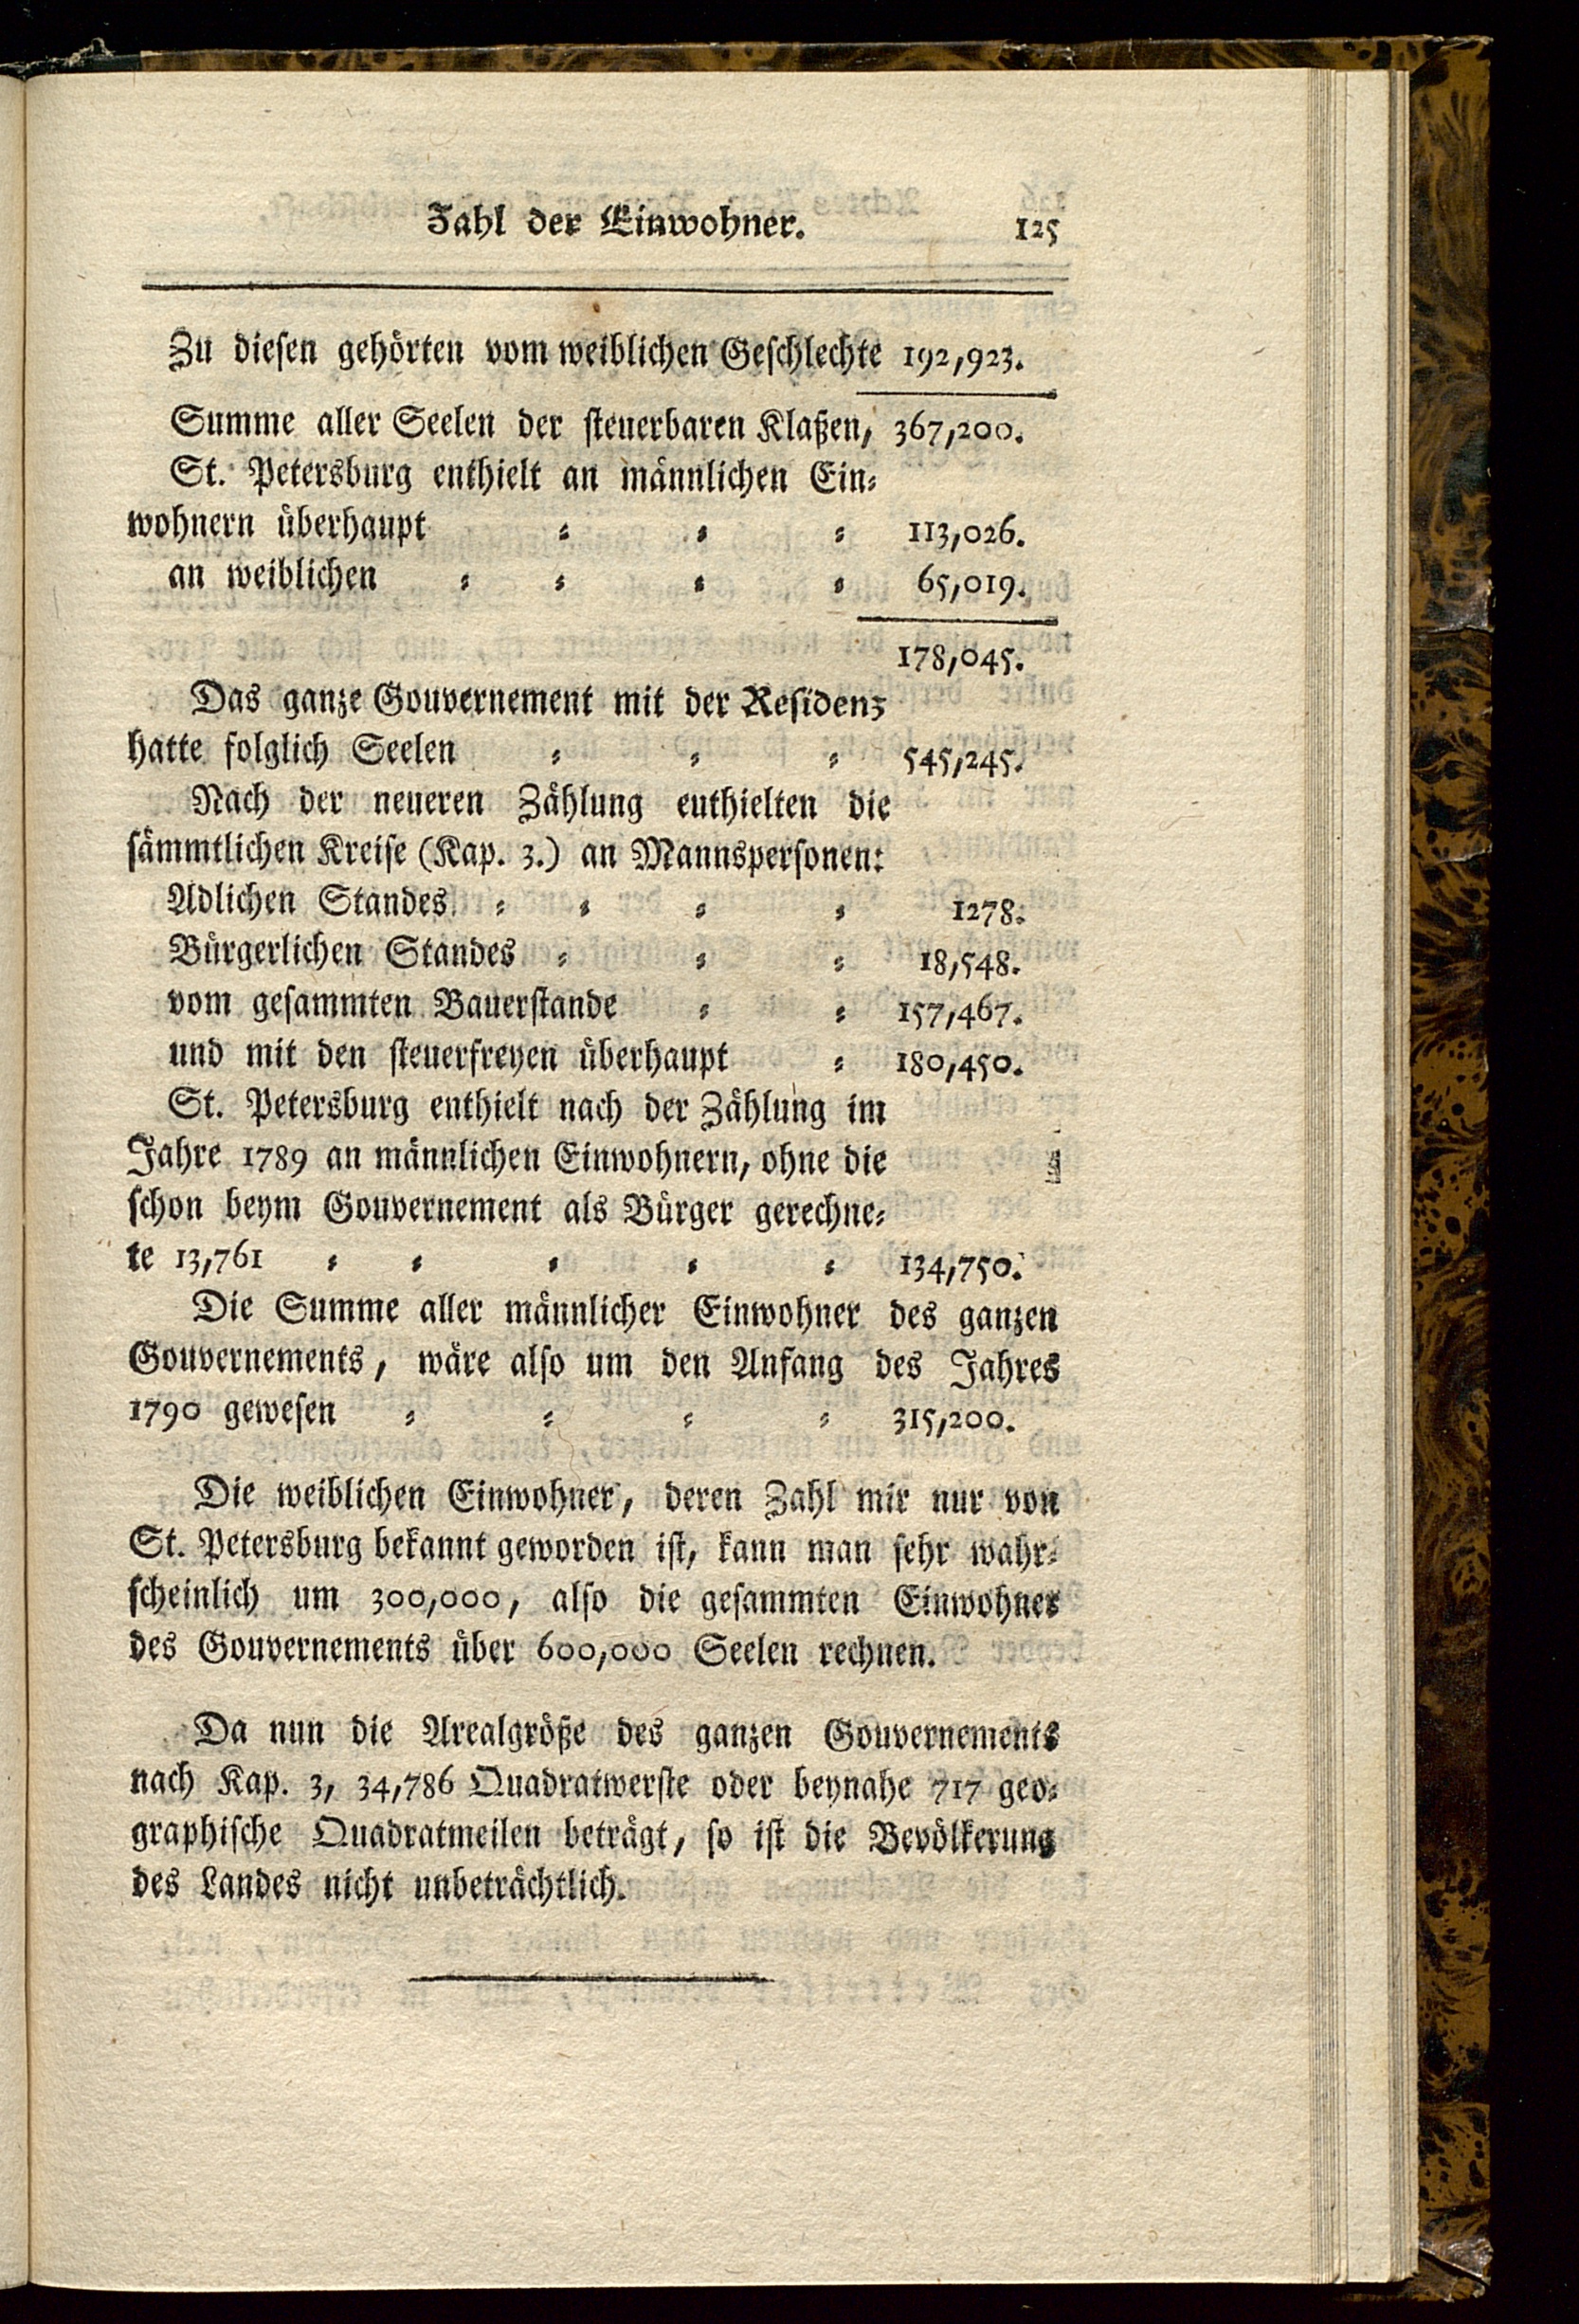 Zahl der Einwohner. 125
Zu diesen gehörten vom weiblichen Geschlechte 192,923.
Summe aller Seelen der steuerbaren Klaßen, 367,200.
St. Petersburg enthielt an männlichen Ein⸗
wohnern überhaupt ⸗ ⸗ ⸗ 113,026.
an weiblichen ⸗ ⸗ ⸗ ⸗ 65,019.
178,045.
Das ganze Gouvernement mit der Residenz
hatte folglich Seelen ⸗ ⸗ ⸗ 545,245.
Nach der neueren Zählung euthielten die
sämmtlichen Kreise (Kap. 3.) an Mannspersonen:
Adlichen Standes ⸗ ⸗ ⸗ ⸗ 1278.
Bürgerlichen Standes ⸗ ⸗ ⸗ 18,548.
vom gesammten Bauerstande ⸗ ⸗ 157,467.
und mit den steuerfreyen überhaupt ⸗ 180,450.
St. Petersburg enthielt nach der Zählung im
Jahre 1789 an männlichen Einwohnern, ohne die
schon beym Gouvernement als Bürger gerechne⸗
te 13,761 ⸗ ⸗ ⸗ ⸗ ⸗ 134,750.
Die Summe aller männlicher Einwohner des ganzen
Gouvernements, wäre also um den Anfang des Jahres
1790 gewesen ⸗ ⸗ ⸗ ⸗ 315,200.
Die weiblichen Einwohner, deren Zahl mir nur von
St. Petersburg bekannt geworden ist, kann man sehr wahr⸗
scheinlich um 300,000, also die gesammten Einwohner
des Gouvernements über 600,000 Seelen rechnen.
Da nun die Arealgröße des ganzen Gouvernements
nach Kap. 3, 34,786 Quadratwerste oder beynahe 717 geo⸗
graphische Quadratmeilen beträgt, so ist die Bevölkerung
des Landes nicht unbeträchtlich.